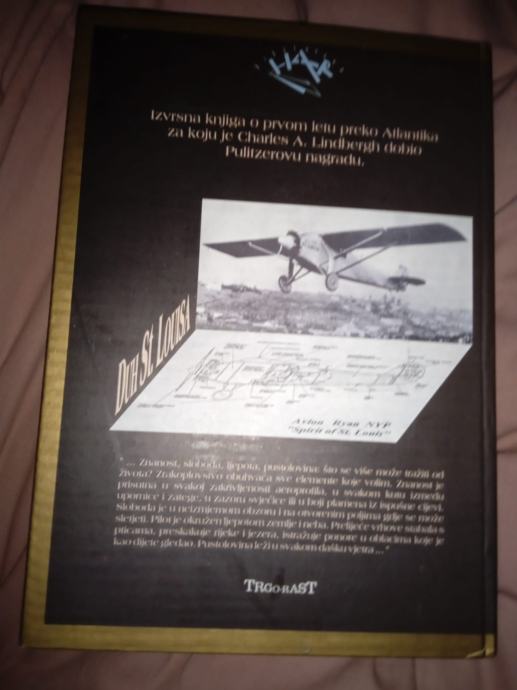 Izvrsna knjiga o prvom letu preko Atlantika
za koju je Charles A. Lindbergh dobio
Pulitzerovu nagradu.
DUH ST. LOUISA
Avion Ryan NYP
"Spirit of St. Louis"
" ... Znanost, sloboda, ljepota, pustolovina: što se više može tražiti od
života? Zrakoplovstvo obuhvaća sve elemente koje volim. Znanost je
prisutna u svakoj zakrivljenosti aeroprofila, u svakom kutu između
upornice i zatege, u zazoru svjećice ili u boji plamena iz ispušne cijevi.
Sloboda je u neizmjernom obzoru i na otvorenim poljima gdje se može
sletjeti. Pilot je okružen ljepotom zemlje i neba. Prelijeće vrhove stabala s
pticama, preskakuje rijeke i jezera, istražuje ponore u oblacima koje je
kao dijete gledao. Pustolovina leži u svakom dašku vjetra ... "
TRGO-RAST